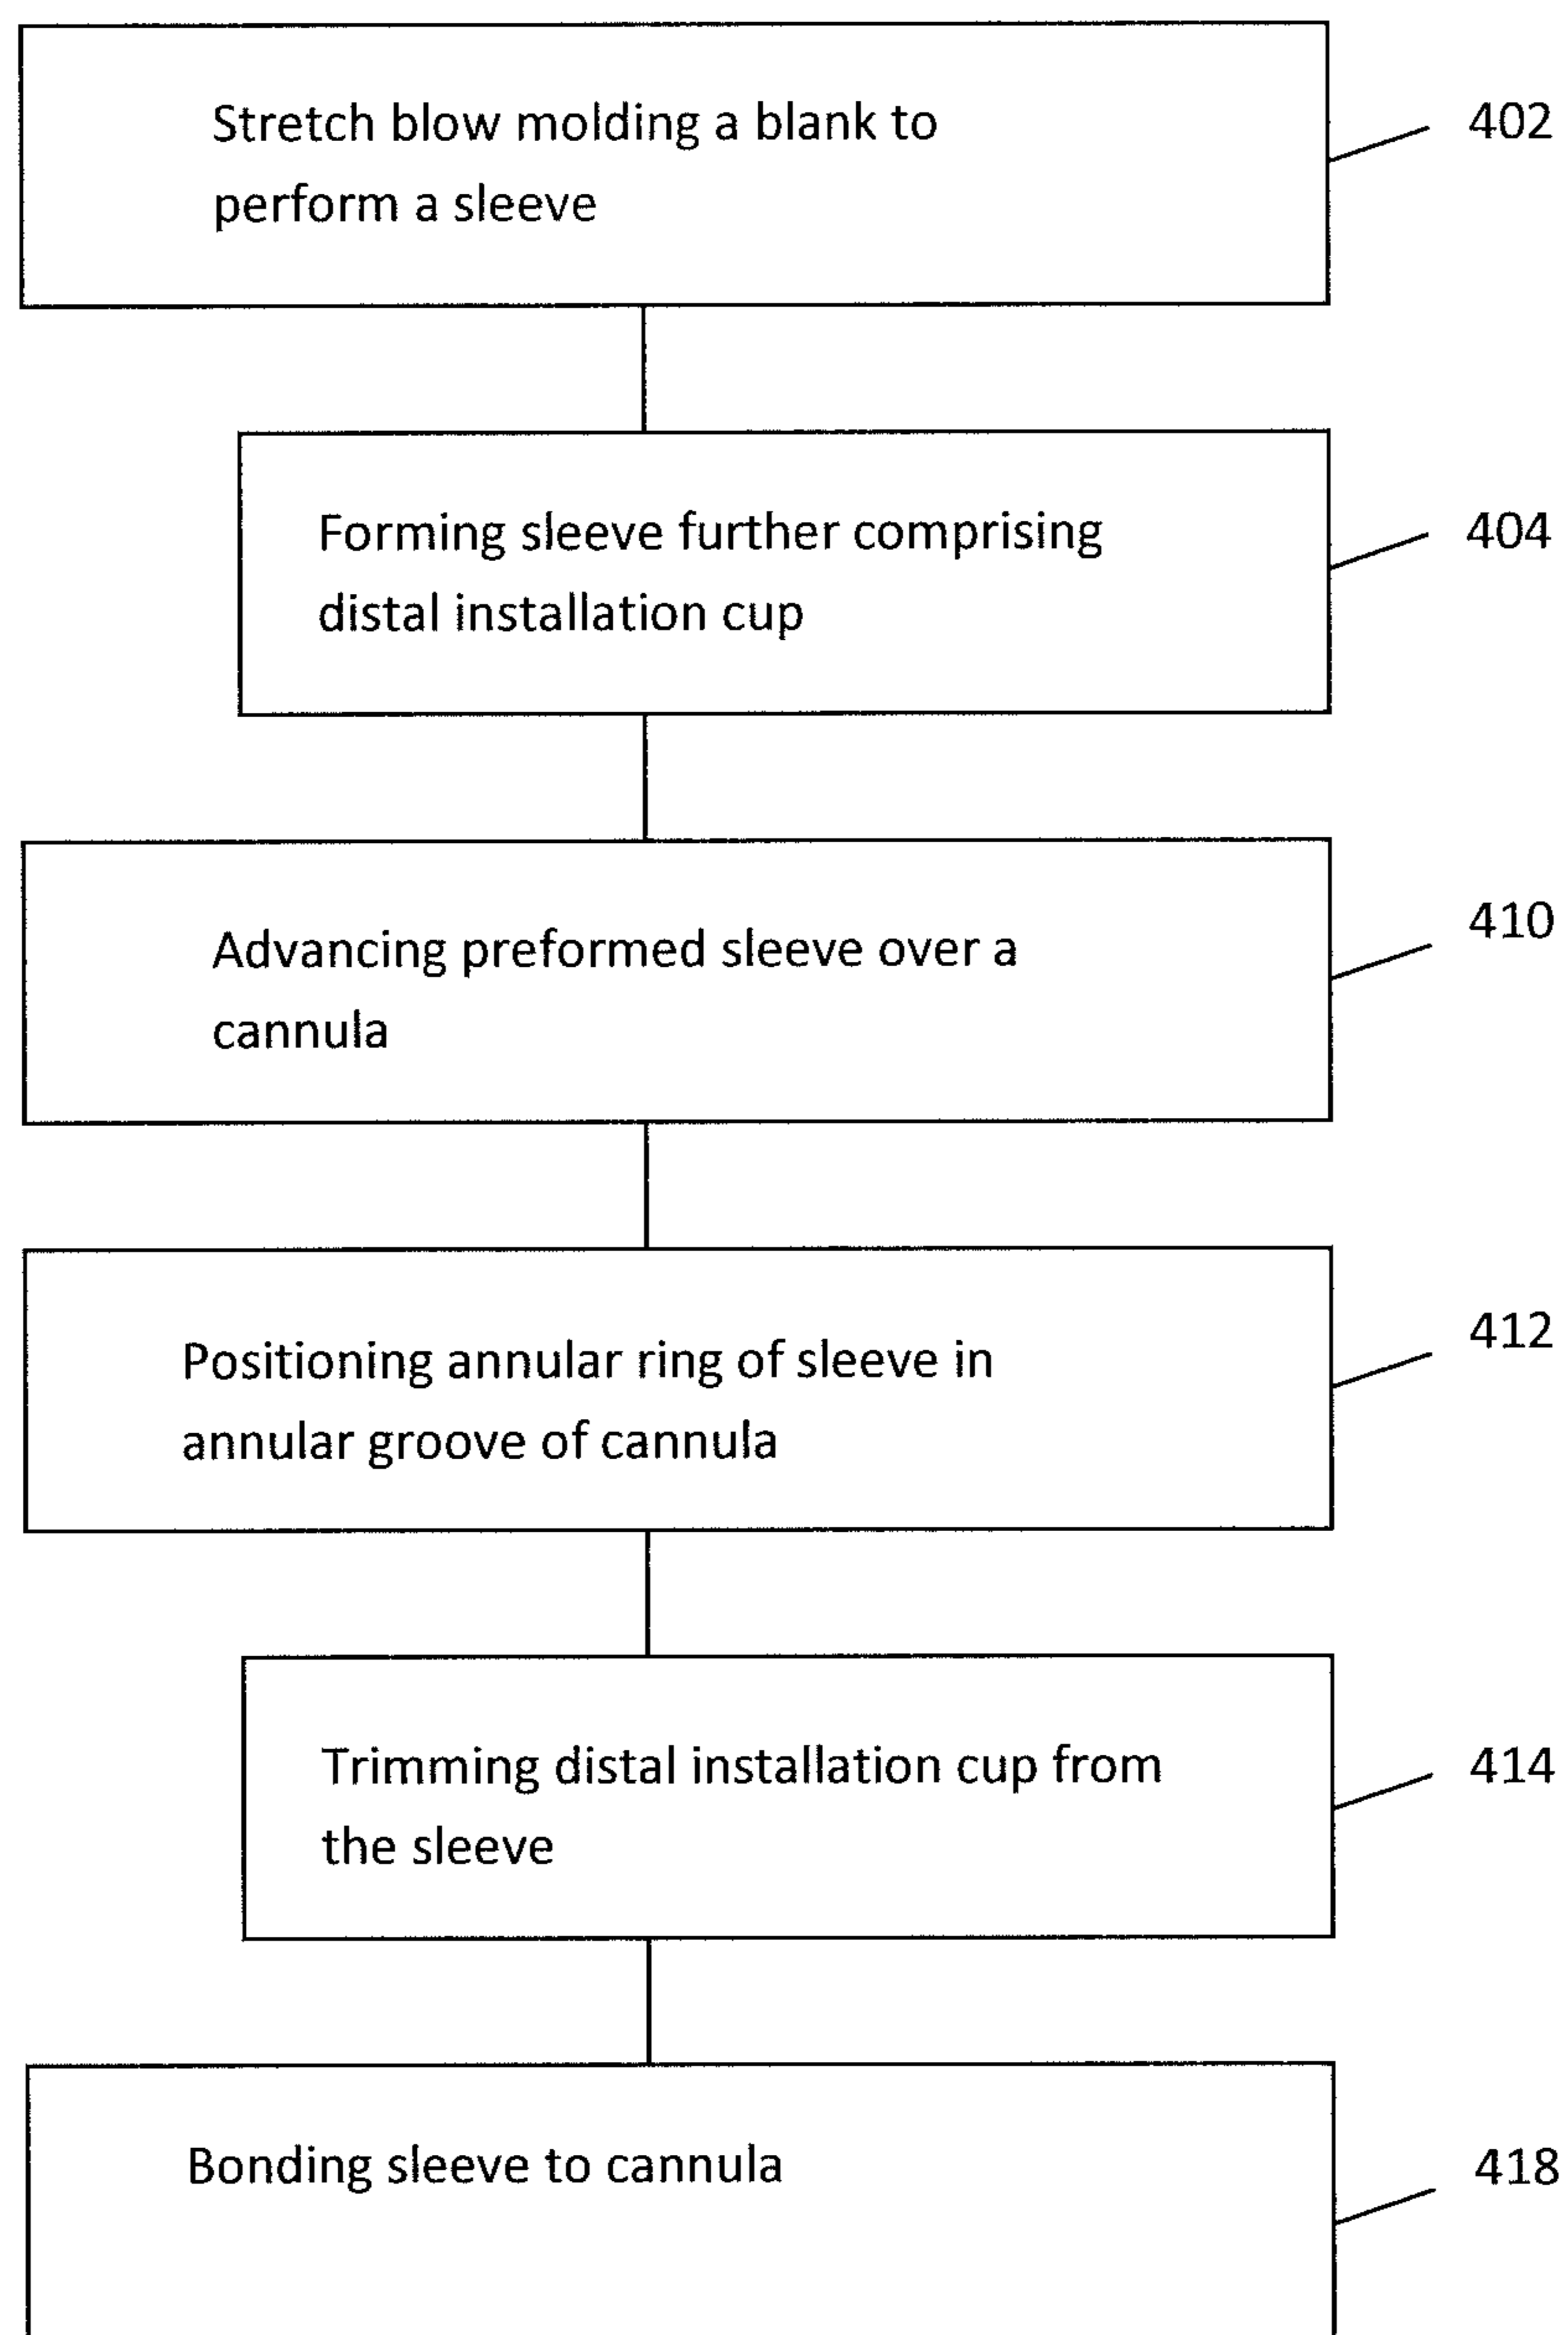 Stretch blow molding a blank to
perform a sleeve
402
Forming sleeve further comprising
distal installation cup
404
Advancing preformed sleeve over a
cannula
410
Positioning annular ring of sleeve in
annular groove of cannula
412
Trimming distal installation cup from
the sleeve
414
Bonding sleeve to cannula
418